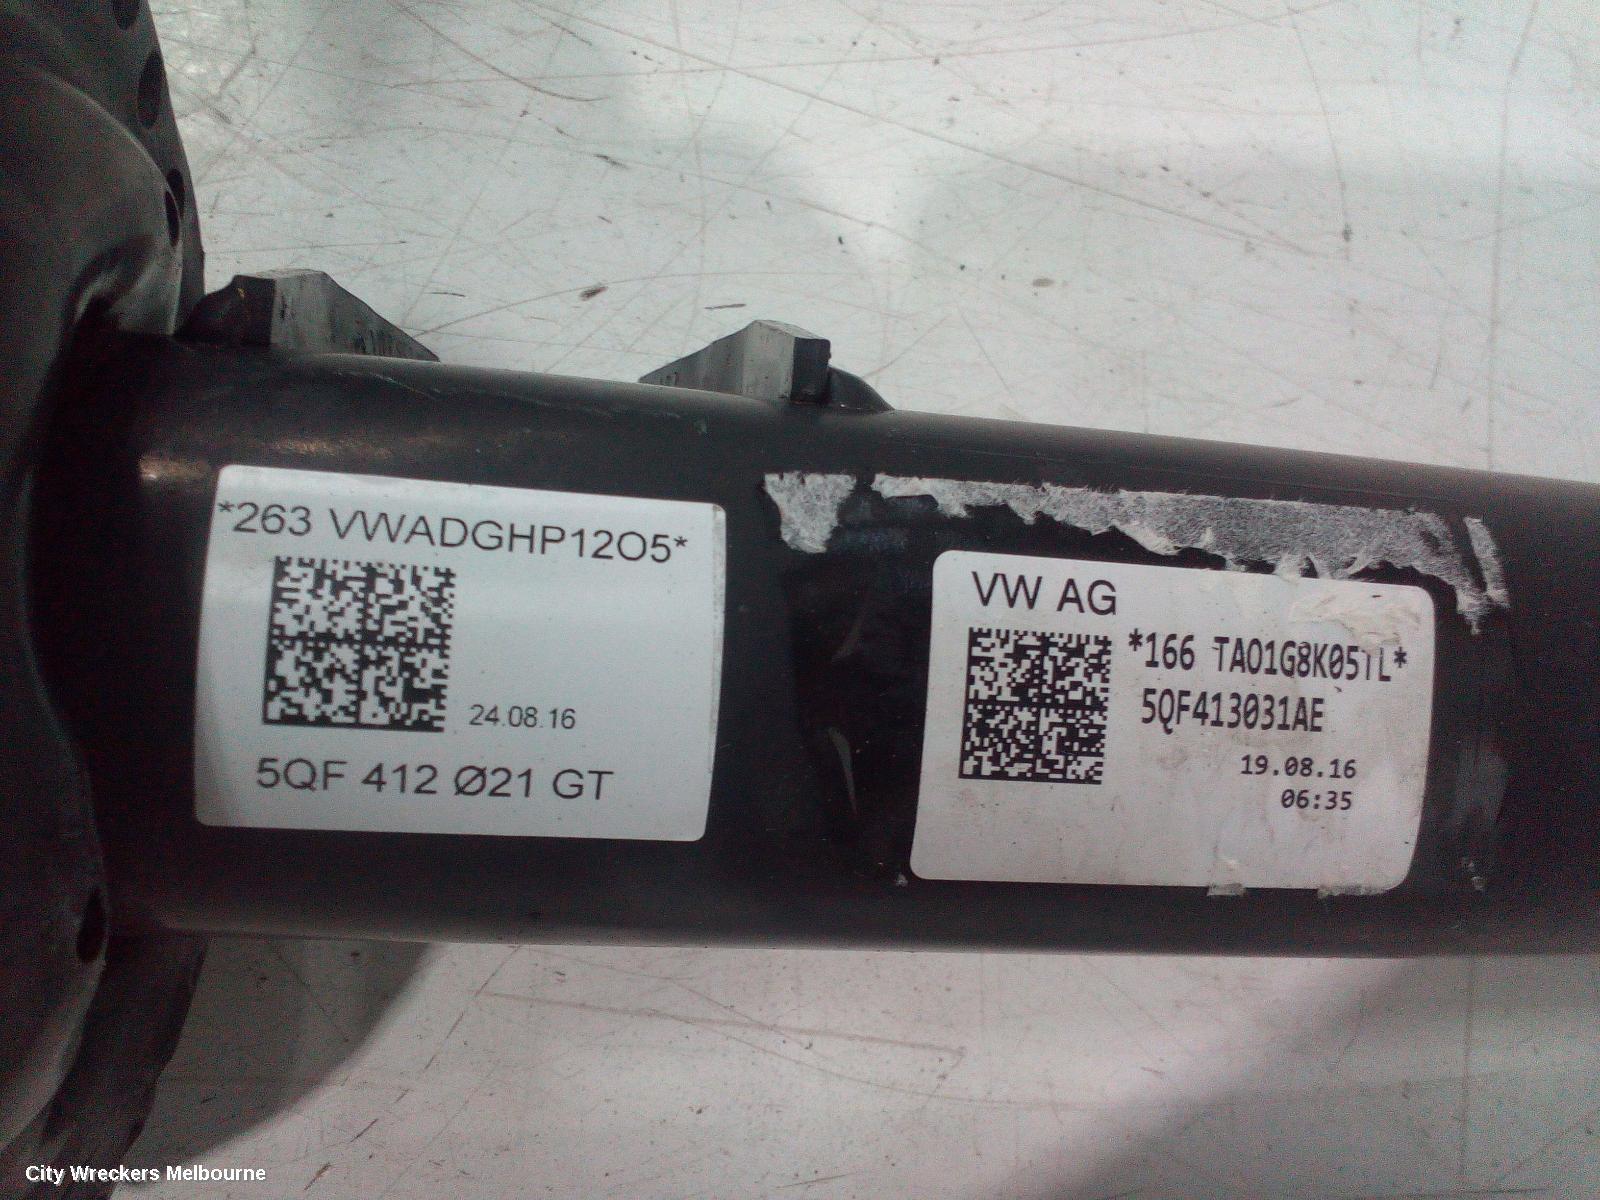 *263 VWADGHP12O5*
24.08.16
5QF 412 Ø21 GT
VW AG
*166 TAO1G8K05TL*
5QF413031AE
19.08.16
06:35
City Wreckers Melbourne